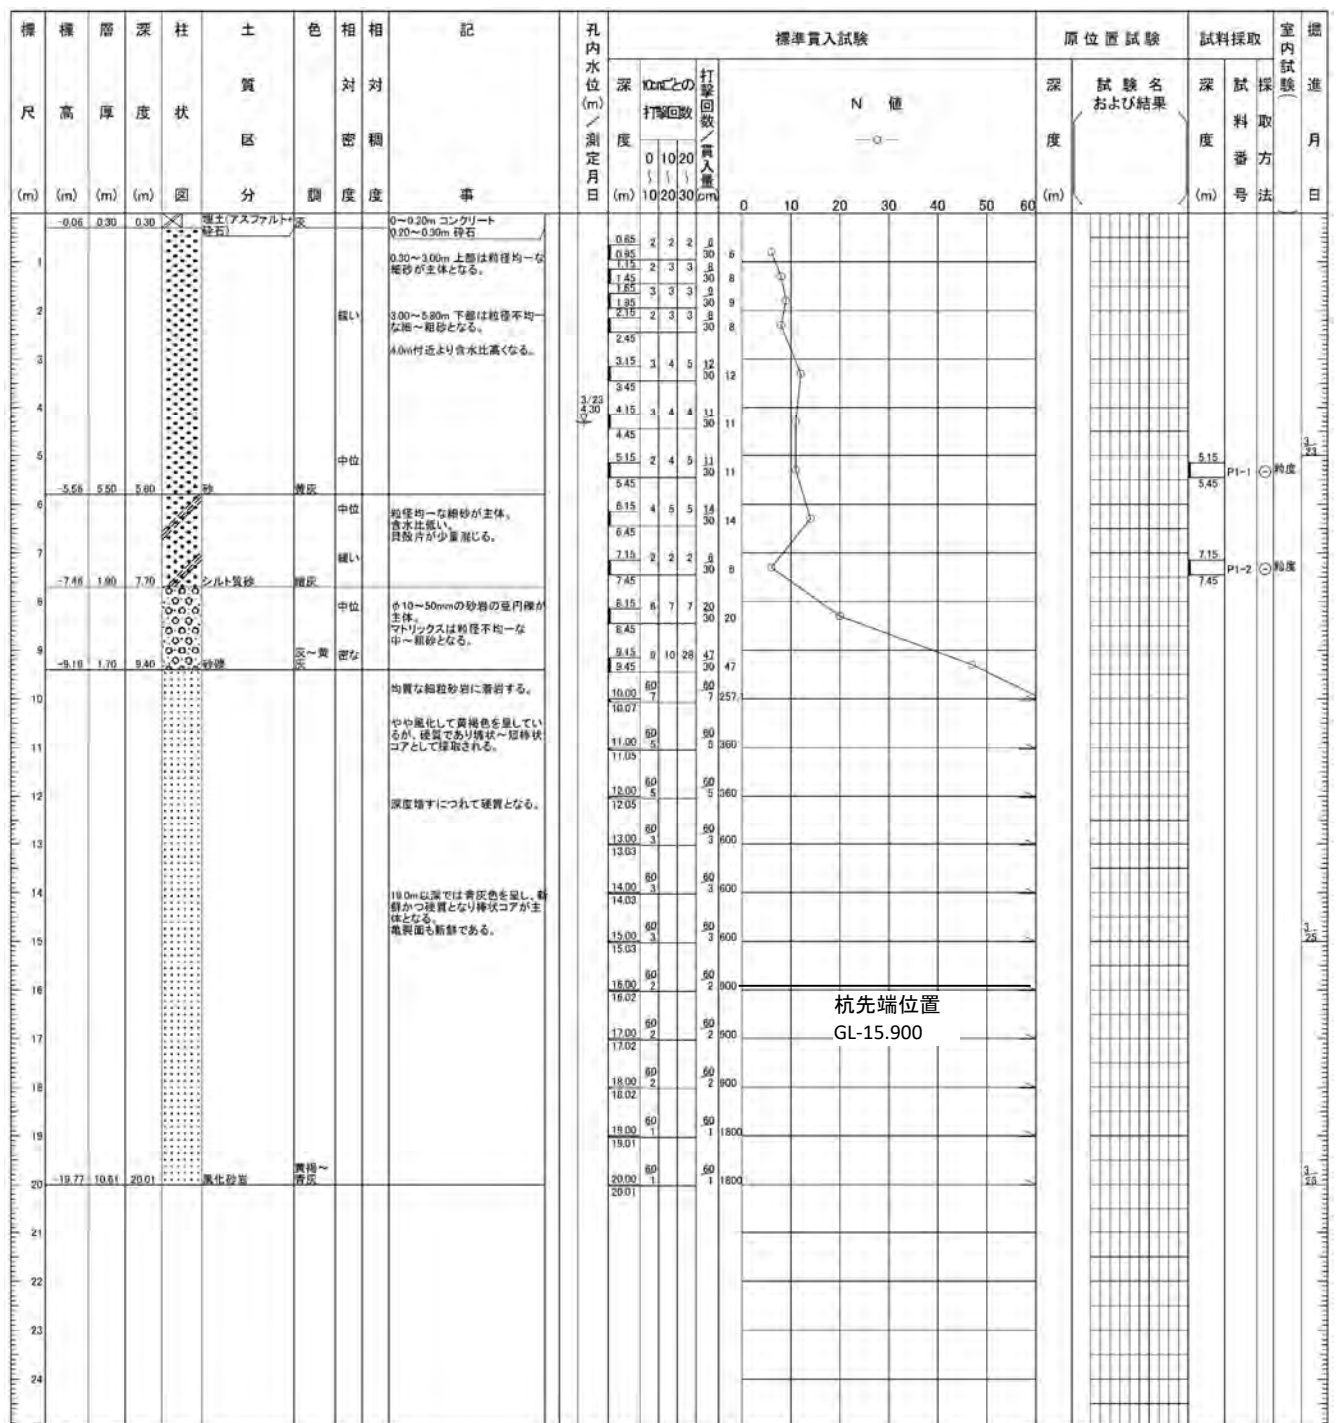 標尺(m)
標高(m)
層厚(m)
深度(m)
柱状図
土質区分
色調
相対密度
相対稠度
記事
孔内水位(m)/測定月日
標準貫入試験
深度(m)
10cmごとの打撃回数
0〜10
10〜20
20〜30
打撃回数/貫入量(cm)
N 値
原位置試験
深度(m)
試験名および結果
試料採取
深度(m)
試料番号
採取方法
室内試験(
掘進月日
0 10 20 30 40 50 60
-0.06 0.30 0.30
埋土(アスファルト+
砕石)
灰
0〜0.20m コンクリート
0.20〜0.30m 砕石
0.30〜3.00m 上部は粒径均一な
細砂が主体となる。
緩い
3.00〜5.80m 下部は粒径不均一
な細〜粗砂となる。
4.0m付近より含水比高くなる。
3/23
4.30
中位
-5.56 5.50 5.80 砂 黄灰
中位
粒径均一な細砂が主体。
含水比低い。
貝殻片が少量混じる。
緩い
-7.46 1.90 7.70 シルト質砂 暗灰
中位
φ10〜50mmの砂岩の亜円礫が
主体。
マトリックスは粒径不均一な
中〜粗砂となる。
密な
-9.16 1.70 9.40 砂礫 灰〜黄灰
均質な細粒砂岩に着岩する。
やや風化して黄褐色を呈してい
るが、硬質であり塊状〜短棒状
コアとして採取される。
深度増すにつれて硬質となる。
19.0m以深では青灰色を呈し、新
鮮かつ硬質となり棒状コアが主
体となる。
亀裂面も新鮮である。
-19.77 10.61 20.01 風化砂岩 黄褐〜青灰
1
2
3
4
5
6
7
8
9
10
11
12
13
14
15
16
17
18
19
20
21
22
23
24
0.65 0.95 2 2 2 6/30 6
1.15 1.45 2 3 3 8/30 8
1.65 1.95 3 3 3 9/30 9
2.15 2.45 2 3 3 8/30 8
3.15 3.45 3 4 5 12/30 12
4.15 4.45 3 4 4 11/30 11
5.15 5.45 2 4 5 11/30 11
6.15 6.45 4 5 5 14/30 14
7.15 7.45 2 2 2 6/30 6
8.15 8.45 6 7 7 20/30 20
9.15 9.45 9 10 28 47/30 47
10.00 10.07 60/7 60/7 257.1
11.00 11.05 60/5 60/5 360
12.00 12.05 60/5 60/5 360
13.00 13.03 60/3 60/3 600
14.00 14.03 60/3 60/3 600
15.00 15.03 60/3 60/3 600
16.00 16.02 60/2 60/2 900
17.00 17.02 60/2 60/2 900
18.00 18.02 60/2 60/2 900
19.00 19.01 60/1 60/1 1800
20.00 20.01 60/1 60/1 1800
杭先端位置
GL-15.900
5.15 5.45 P1-1 粒度
7.15 7.45 P1-2 粒度
3/23
3/25